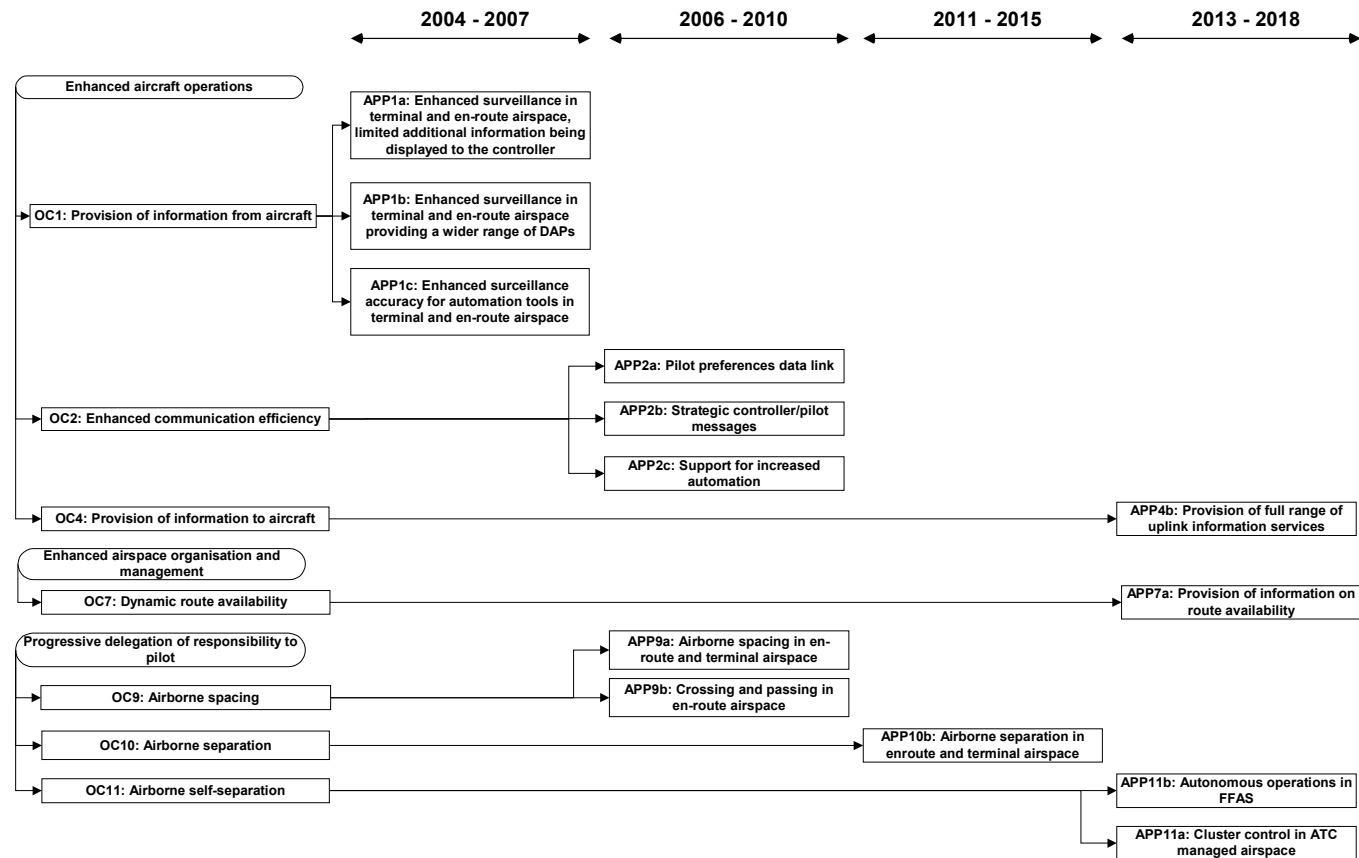 2004 - 2007
2006 - 2010
2011 - 2015
2013 - 2018
Enhanced aircraft operations
APP1a: Enhanced surveillance in
terminal and en-route airspace,
limited additional information being
displayed to the controller
OC1: Provision of information from aircraft
APP1b: Enhanced surveillance in
terminal and en-route airspace
providing a wider range of DAPs
APP1c: Enhanced surceillance
accuracy for automation tools in
terminal and en-route airspace
APP2a: Pilot preferences data link
OC2: Enhanced communication efficiency
APP2b: Strategic controller/pilot
messages
APP2c: Support for increased
automation
OC4: Provision of information to aircraft
APP4b: Provision of full range of
uplink information services
Enhanced airspace organisation and
management
OC7: Dynamic route availability
APP7a: Provision of information on
route availability
Progressive delegation of responsibility to
pilot
APP9a: Airborne spacing in en-
route and terminal airspace
OC9: Airborne spacing
APP9b: Crossing and passing in
en-route airspace
OC10: Airborne separation
APP10b: Airborne separation in
enroute and terminal airspace
OC11: Airborne self-separation
APP11b: Autonomous operations in
FFAS
APP11a: Cluster control in ATC
managed airspace